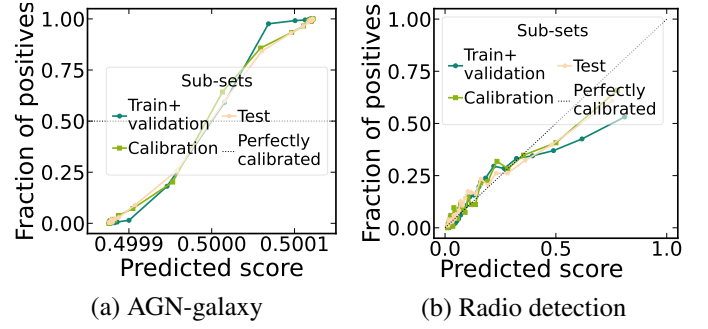 Fraction of positives
1.00
0.75
0.50
0.25
0.00
Sub-sets
Train+
validation
Test
Calibration
Perfectly
calibrated
0.4999
0.5000
0.5001
Predicted score
(a) AGN-galaxy
Fraction of positives
1.00
0.75
0.50
0.25
0.00
Sub-sets
Train+
validation
Test
Calibration
Perfectly
calibrated
0.0
0.5
1.0
Predicted score
(b) Radio detection